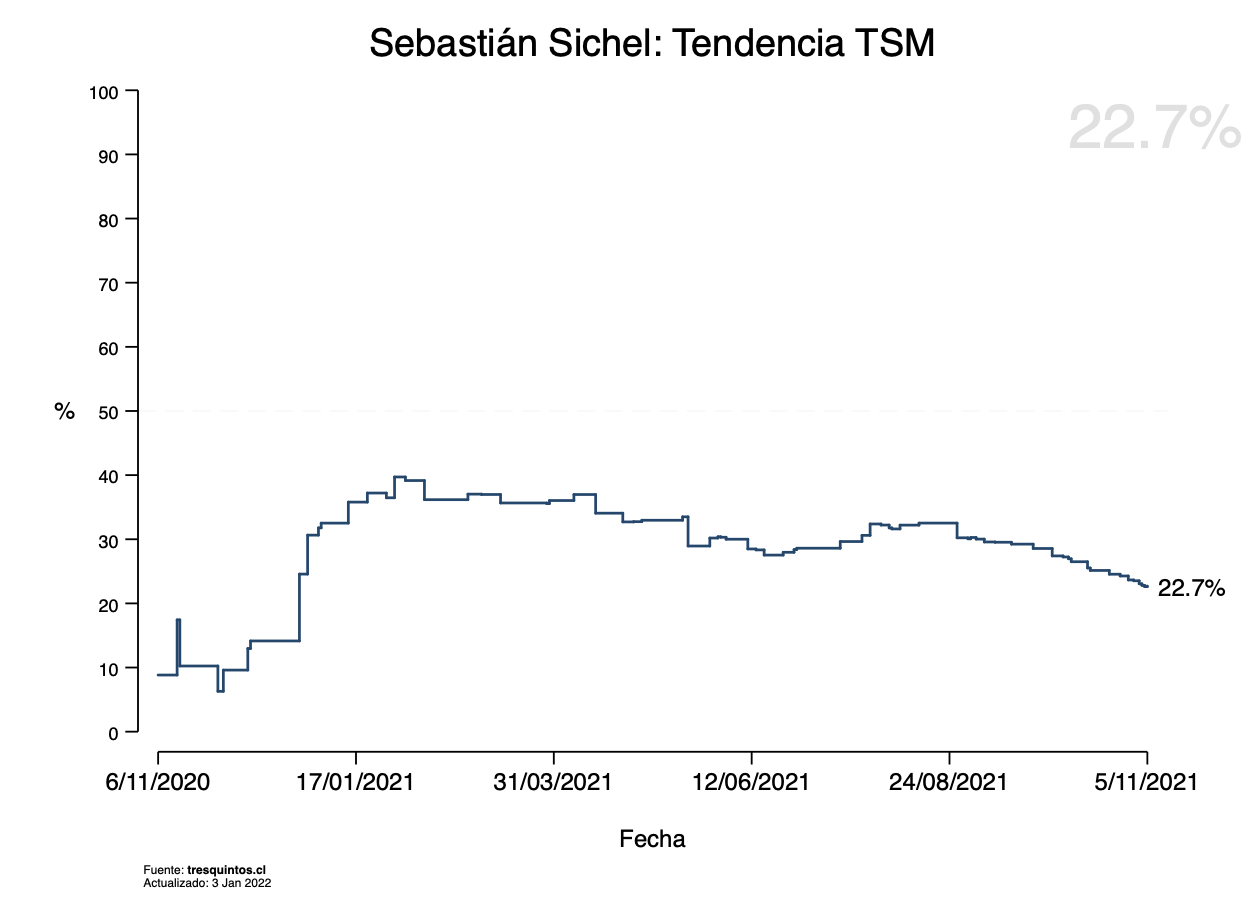 Sebastián Sichel: Tendencia TSM
22.7%
100
90
80
70
60
% 50
40
30
20
10
0
22.7%
6/11/2020 17/01/2021 31/03/2021 12/06/2021 24/08/2021 5/11/2021
Fecha
Fuente: tresquintos.cl
Actualizado: 3 Jan 2022